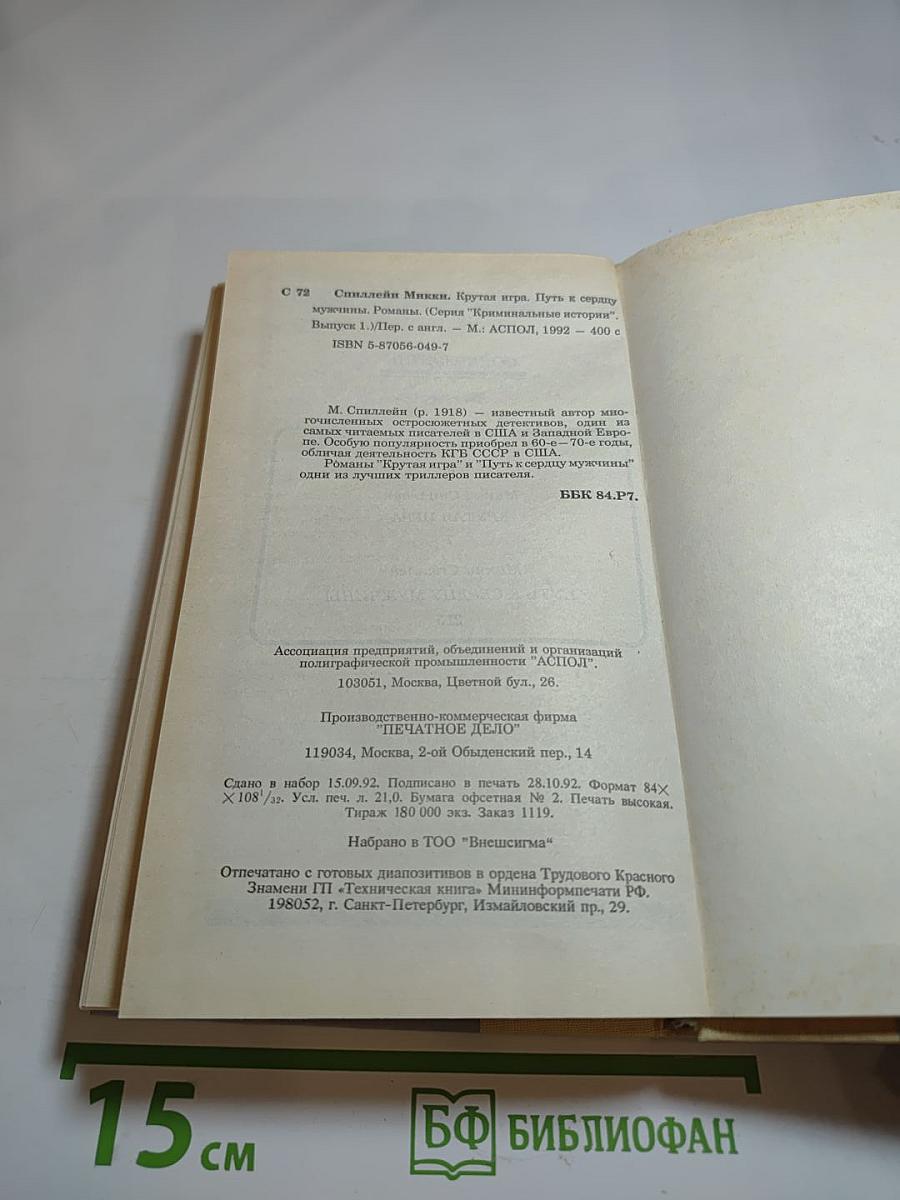 С 72 Спиллейн Микки. Крутая игра. Путь к сердцу
мужчины. Романы. (Серия "Криминальные истории".
Выпуск 1.)/Пер. с англ. — М.: АСПОЛ, 1992 — 400 с
ISBN 5-87056-049-7
М. Спиллейн (р. 1918) — известный автор мно-
гочисленных остросюжетных детективов, один из
самых читаемых писателей в США и Западной Евро-
пе. Особую популярность приобрел в 60-е—70-е годы,
обличая деятельность КГБ СССР в США.
Романы "Крутая игра" и "Путь к сердцу мужчины"
одни из лучших триллеров писателя.
ББК 84.Р7.
Ассоциация предприятий, объединений и организаций
полиграфической промышленности "АСПОЛ".
103051, Москва, Цветной бул., 26.
Производственно-коммерческая фирма
"ПЕЧАТНОЕ ДЕЛО"
119034, Москва, 2-ой Обыденский пер., 14
Сдано в набор 15.09.92. Подписано в печать 28.10.92. Формат 84×
×108¹/₃₂. Усл. печ. л. 21,0. Бумага офсетная № 2. Печать высокая.
Тираж 180 000 экз. Заказ 1119.
Набрано в ТОО "Внешсигма"
Отпечатано с готовых диапозитивов в ордена Трудового Красного
Знамени ГП «Техническая книга» Мининформпечати РФ.
198052, г. Санкт-Петербург, Измайловский пр., 29.
15 см
БФ БИБЛИОФАН